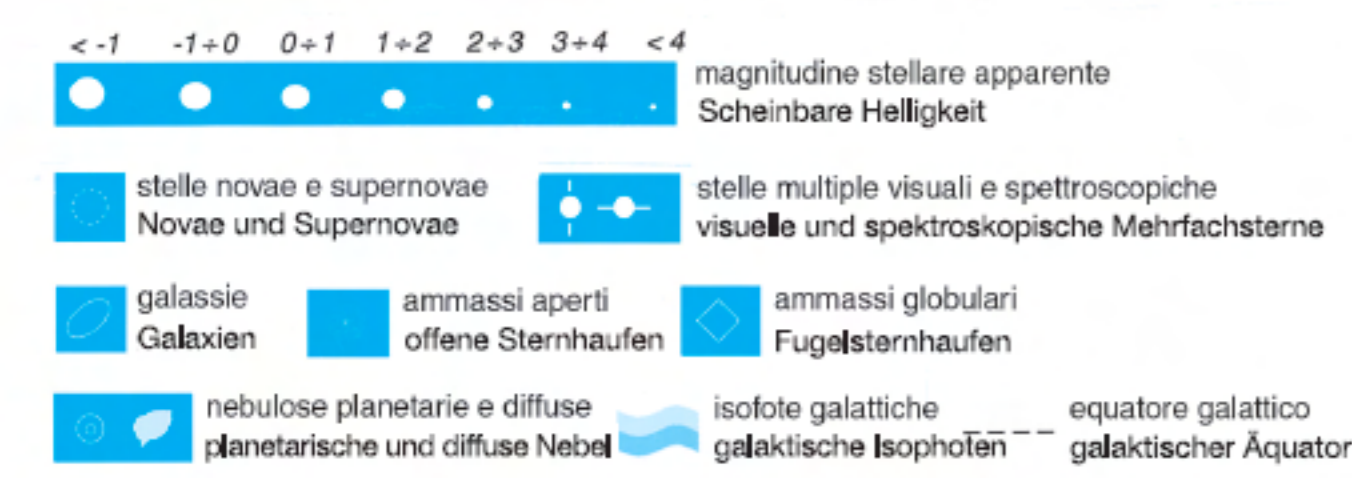 < -1 -1÷0 0÷1 1÷2 2÷3 3÷4 < 4
magnitudine stellare apparente
Scheinbare Helligkeit
stelle novae e supernovae
Novae und Supernovae
stelle multiple visuali e spettroscopiche
visuelle und spektroskopische Mehrfachsterne
galassie
Galaxien
ammassi aperti
offene Sternhaufen
ammassi globulari
Fugelsternhaufen
nebulose planetarie e diffuse
planetarische und diffuse Nebel
isofote galattiche
galaktische Isophoten
equatore galattico
galaktischer Äquator